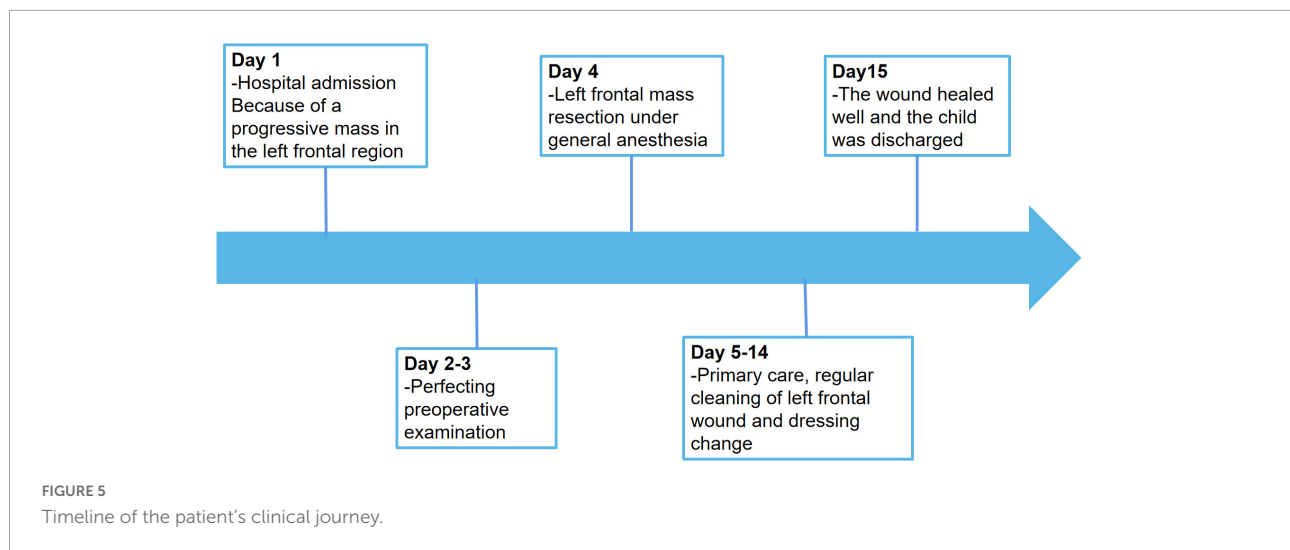 Day 1
-Hospital admission
Because of a
progressive mass in
the left frontal region
Day 2-3
-Perfecting
preoperative
examination
Day 4
-Left frontal mass
resection under
general anesthesia
Day 5-14
-Primary care, regular
cleaning of left frontal
wound and dressing
change
Day15
-The wound healed
well and the child
was discharged
FIGURE 5
Timeline of the patient's clinical journey.